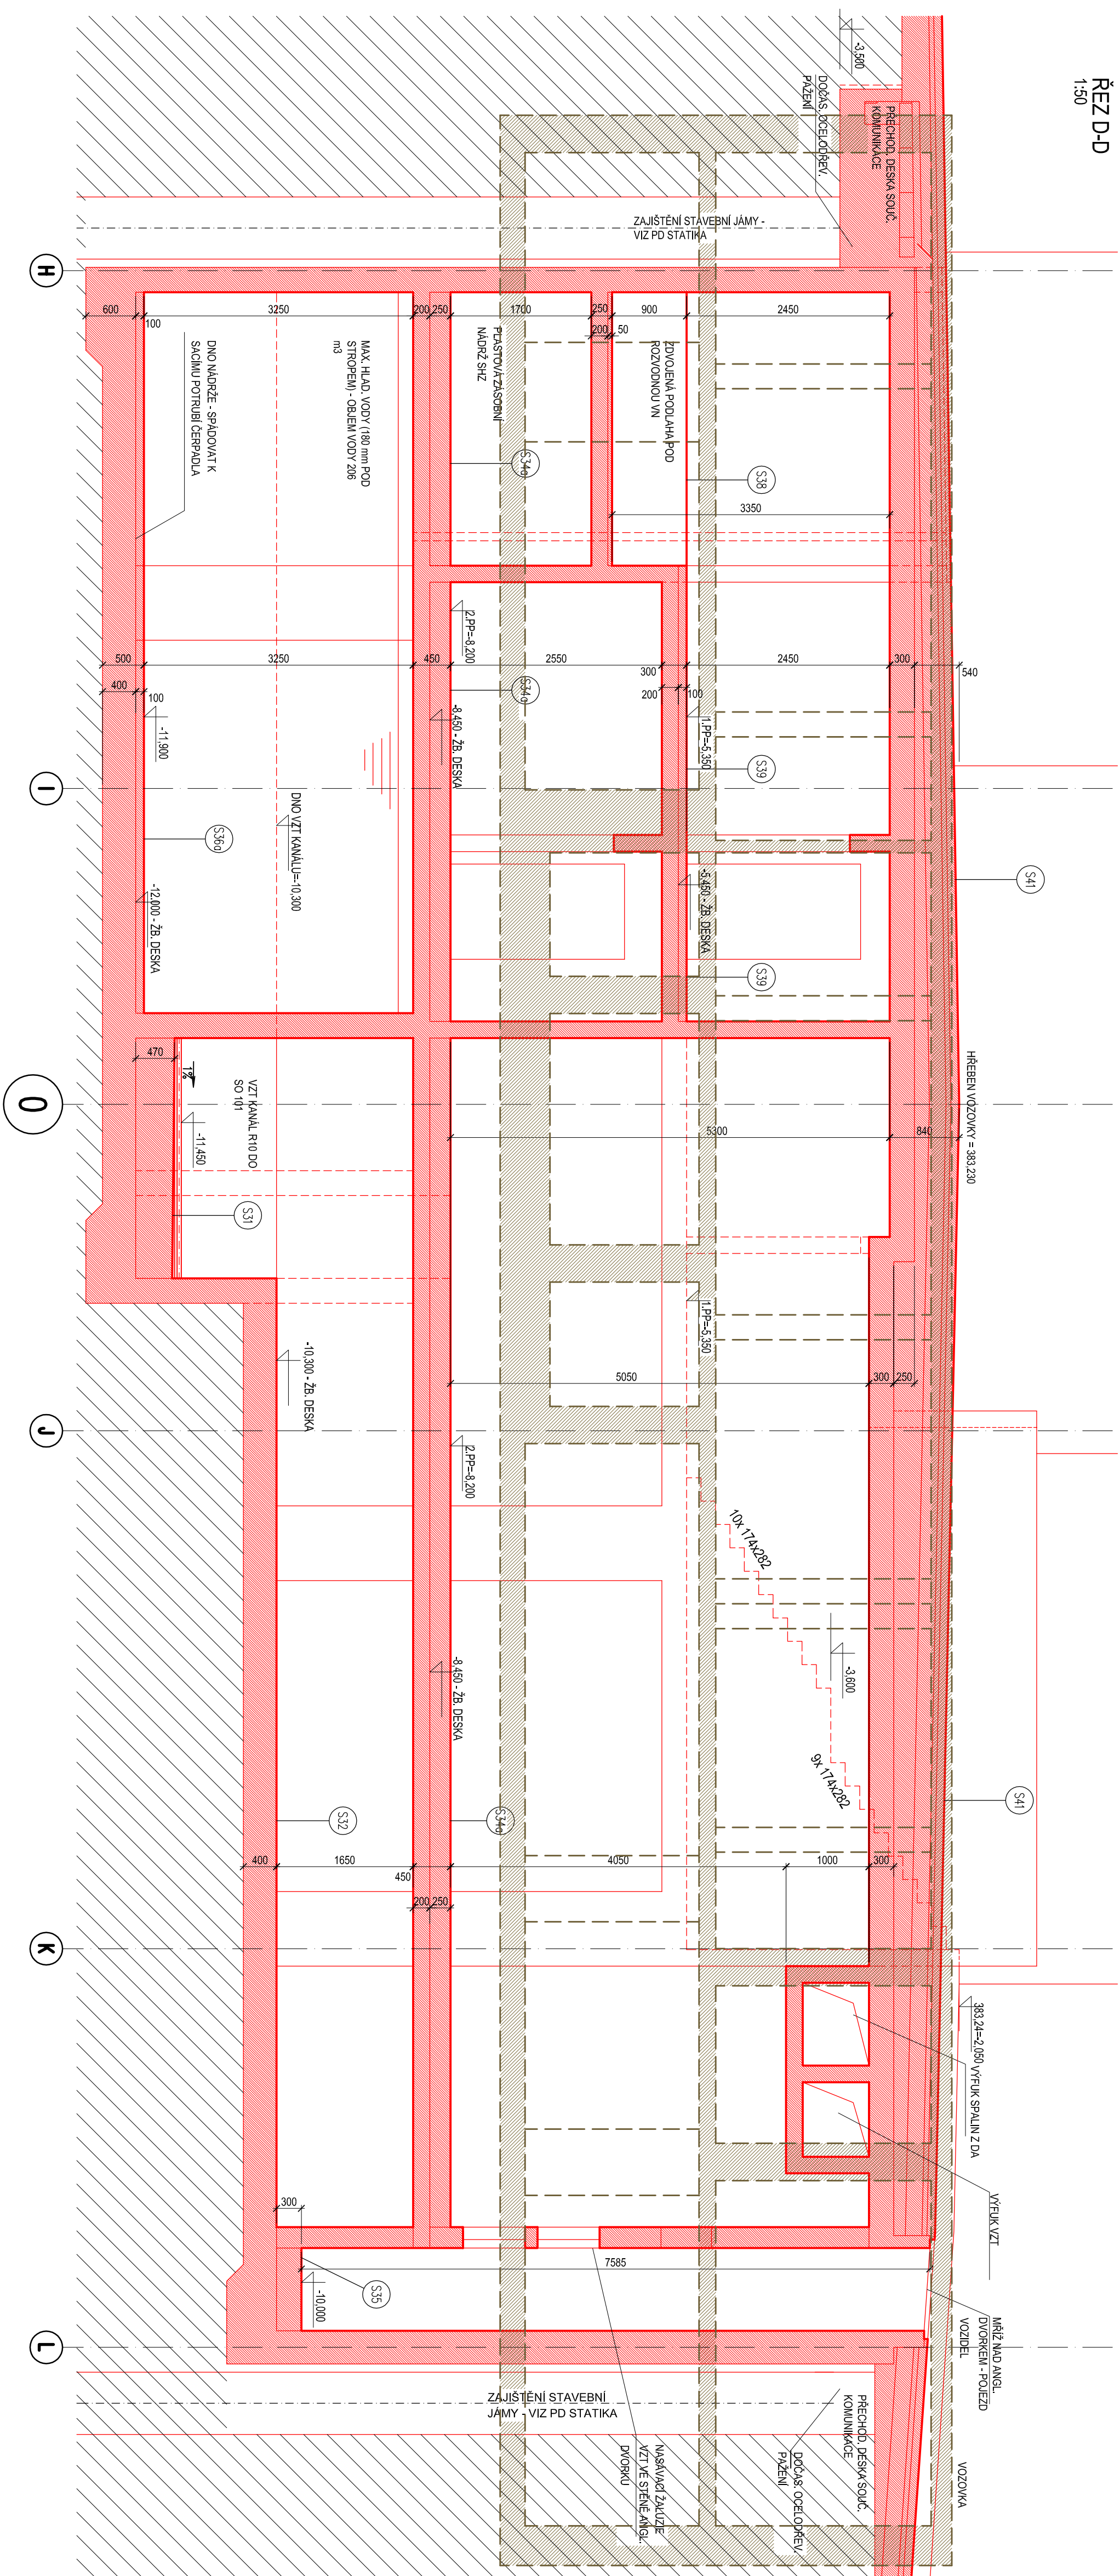 ŘEZ D-D
1:50
-3,500
DOČAS. OCELODŘEV.
PAŽENÍ
PŘECHOD. DESKA SOUČ.
KOMUNIKACE
ZAJIŠTĚNÍ STAVEBNÍ JÁMY -
VIZ PD STATIKA
H
600
100
3250
200
250
1700
250
200
50
900
2450
DNO NÁDRŽE - SPÁDOVAT K
SACÍMU POTRUBÍ ČERPADLA
MAX. HLAD. VODY (180 mm POD
STROPEM) - OBJEM VODY 206
m3
PLASTOVÁ ZÁSOBNÍ
NÁDRŽ SHZ
ZDVOJENÁ PODLAHA POD
ROZVODNOU VN
S34a
S38
3350
500
400
100
3250
450
2550
300
200
100
2450
300
540
2.PP=-8,200
S34a
-8,450 - ŽB. DESKA
1.PP=-5,350
S39
-11,900
I
S36a
DNO VZT KANÁLU=-10,300
-12,000 - ŽB. DESKA
-5,450 - ŽB. DESKA
S39
S41
HŘEBEN VOZOVKY = 383,230
470
1%
-11,450
VZT KANÁL R10 DO
SO 101
S31
O
5300
840
1.PP=-5,350
-10,300 - ŽB. DESKA
5050
300
250
J
2.PP=-8,200
10x 174x282
-3,600
9x 174x282
-8,450 - ŽB. DESKA
S32
S34a
S41
400
1650
450
200
250
4050
1000
300
K
383,24=-2,050
VÝFUK SPALIN Z DA
VÝFUK VZT
300
7585
S35
-10,000
MŘÍŽ NAD ANGL.
DVORKEM - POJEZD
VOZIDEL
L
ZAJIŠTĚNÍ STAVEBNÍ
JÁMY - VIZ PD STATIKA
NASÁVACÍ ŽALUZIE
VZT VE STĚNĚ ANGL.
DVORKU
DOČAS. OCELODŘEV.
PAŽENÍ
PŘECHOD. DESKA SOUČ.
KOMUNIKACE
VOZOVKA